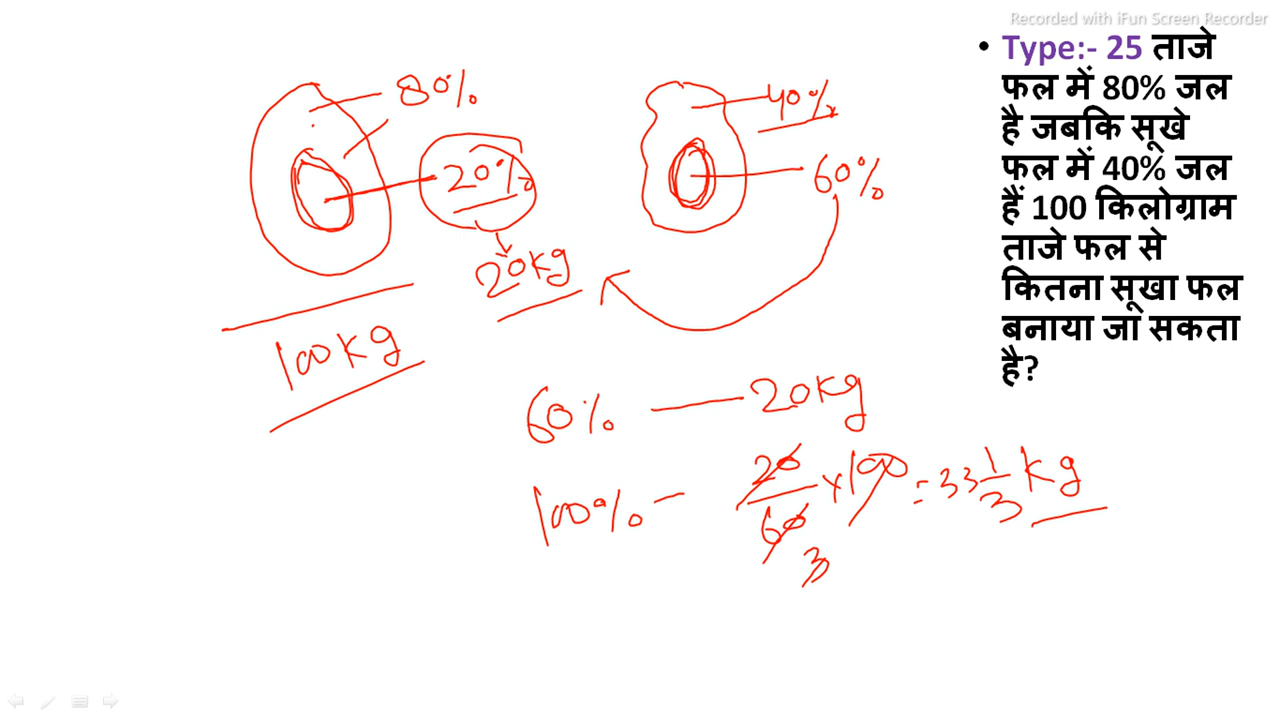 Recorded with iFun Screen Recorder
• Type:- 25 ताजे
फल में 80% जल
है जबकि सूखे
फल में 40% जल
हैं 100 किलोग्राम
ताजे फल से
कितना सूखा फल
बनाया जा सकता
है?
80%
20%
20kg
100kg
40%
60%
60% — 20kg
100% — 20/60 × 100 = 33 1/3 kg
3